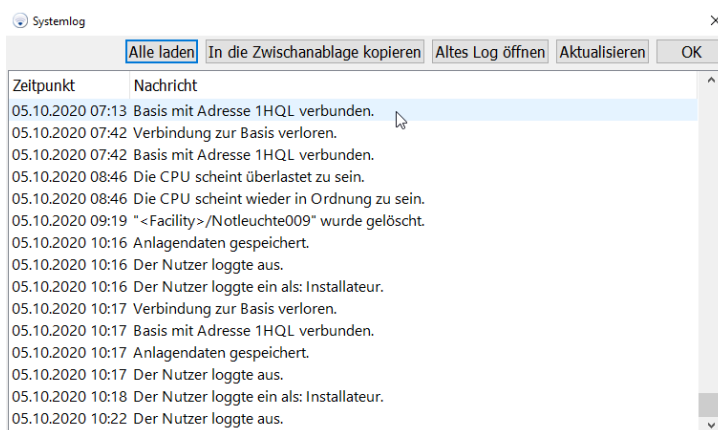 Systemlog
Alle laden In die Zwischanablage kopieren Altes Log öffnen Aktualisieren OK
Zeitpunkt Nachricht
05.10.2020 07:13 Basis mit Adresse 1HQL verbunden.
05.10.2020 07:42 Verbindung zur Basis verloren.
05.10.2020 07:42 Basis mit Adresse 1HQL verbunden.
05.10.2020 08:46 Die CPU scheint überlastet zu sein.
05.10.2020 08:46 Die CPU scheint wieder in Ordnung zu sein.
05.10.2020 09:19 "<Facility>/Notleuchte009" wurde gelöscht.
05.10.2020 10:16 Anlagendaten gespeichert.
05.10.2020 10:16 Der Nutzer loggte aus.
05.10.2020 10:16 Der Nutzer loggte ein als: Installateur.
05.10.2020 10:17 Verbindung zur Basis verloren.
05.10.2020 10:17 Basis mit Adresse 1HQL verbunden.
05.10.2020 10:17 Anlagendaten gespeichert.
05.10.2020 10:17 Der Nutzer loggte aus.
05.10.2020 10:18 Der Nutzer loggte ein als: Installateur.
05.10.2020 10:22 Der Nutzer loggte aus.